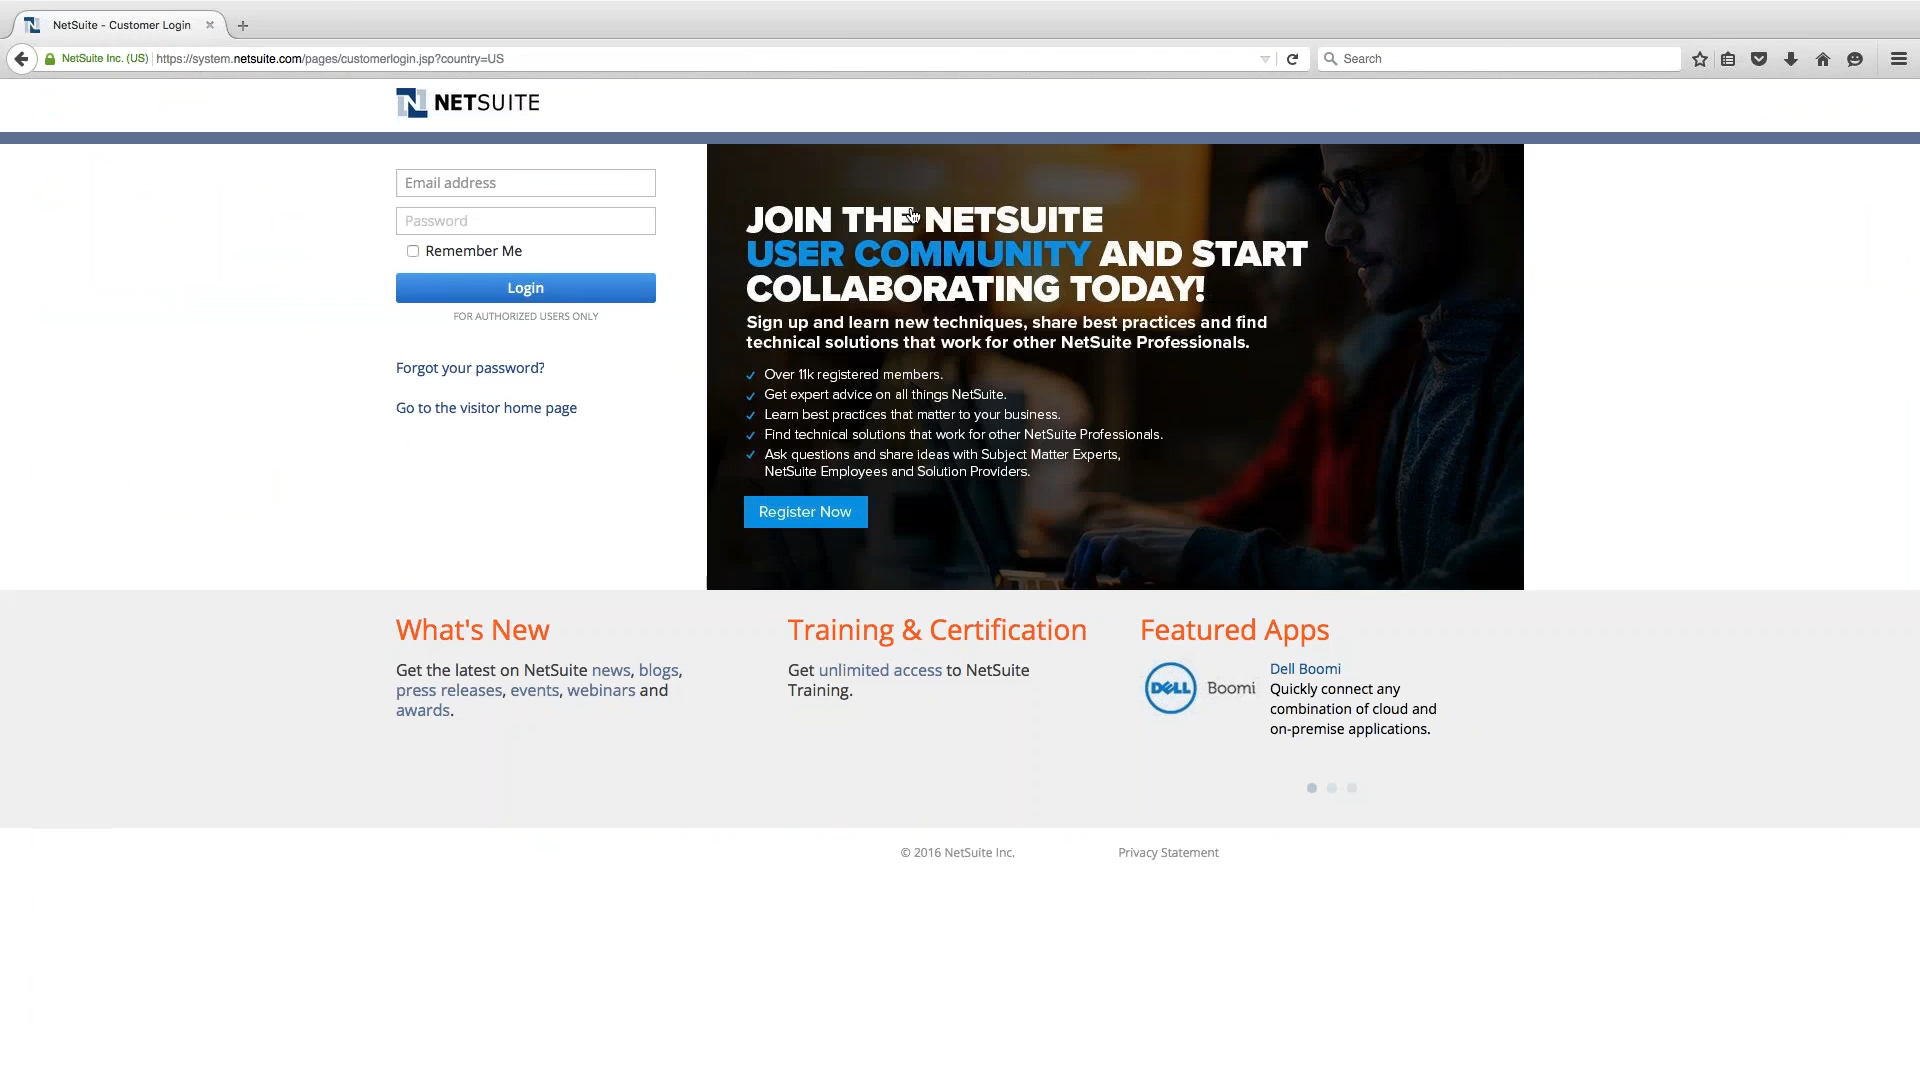 NetSuite - Customer Login
NetSuite Inc. (US) https://system.netsuite.com/pages/customerlogin.jsp?country=US
Search
NETSUITE
Email address
Password
Remember Me
Login
FOR AUTHORIZED USERS ONLY
Forgot your password?
Go to the visitor home page
JOIN THE NETSUITE
USER COMMUNITY AND START
COLLABORATING TODAY!
Sign up and learn new techniques, share best practices and find
technical solutions that work for other NetSuite Professionals.
Over 11k registered members.
Get expert advice on all things NetSuite.
Learn best practices that matter to your business.
Find technical solutions that work for other NetSuite Professionals.
Ask questions and share ideas with Subject Matter Experts,
NetSuite Employees and Solution Providers.
Register Now
What's New
Get the latest on NetSuite news, blogs,
press releases, events, webinars and
awards.
Training & Certification
Get unlimited access to NetSuite
Training.
Featured Apps
DELL Boomi
Dell Boomi
Quickly connect any
combination of cloud and
on-premise applications.
© 2016 NetSuite Inc.
Privacy Statement